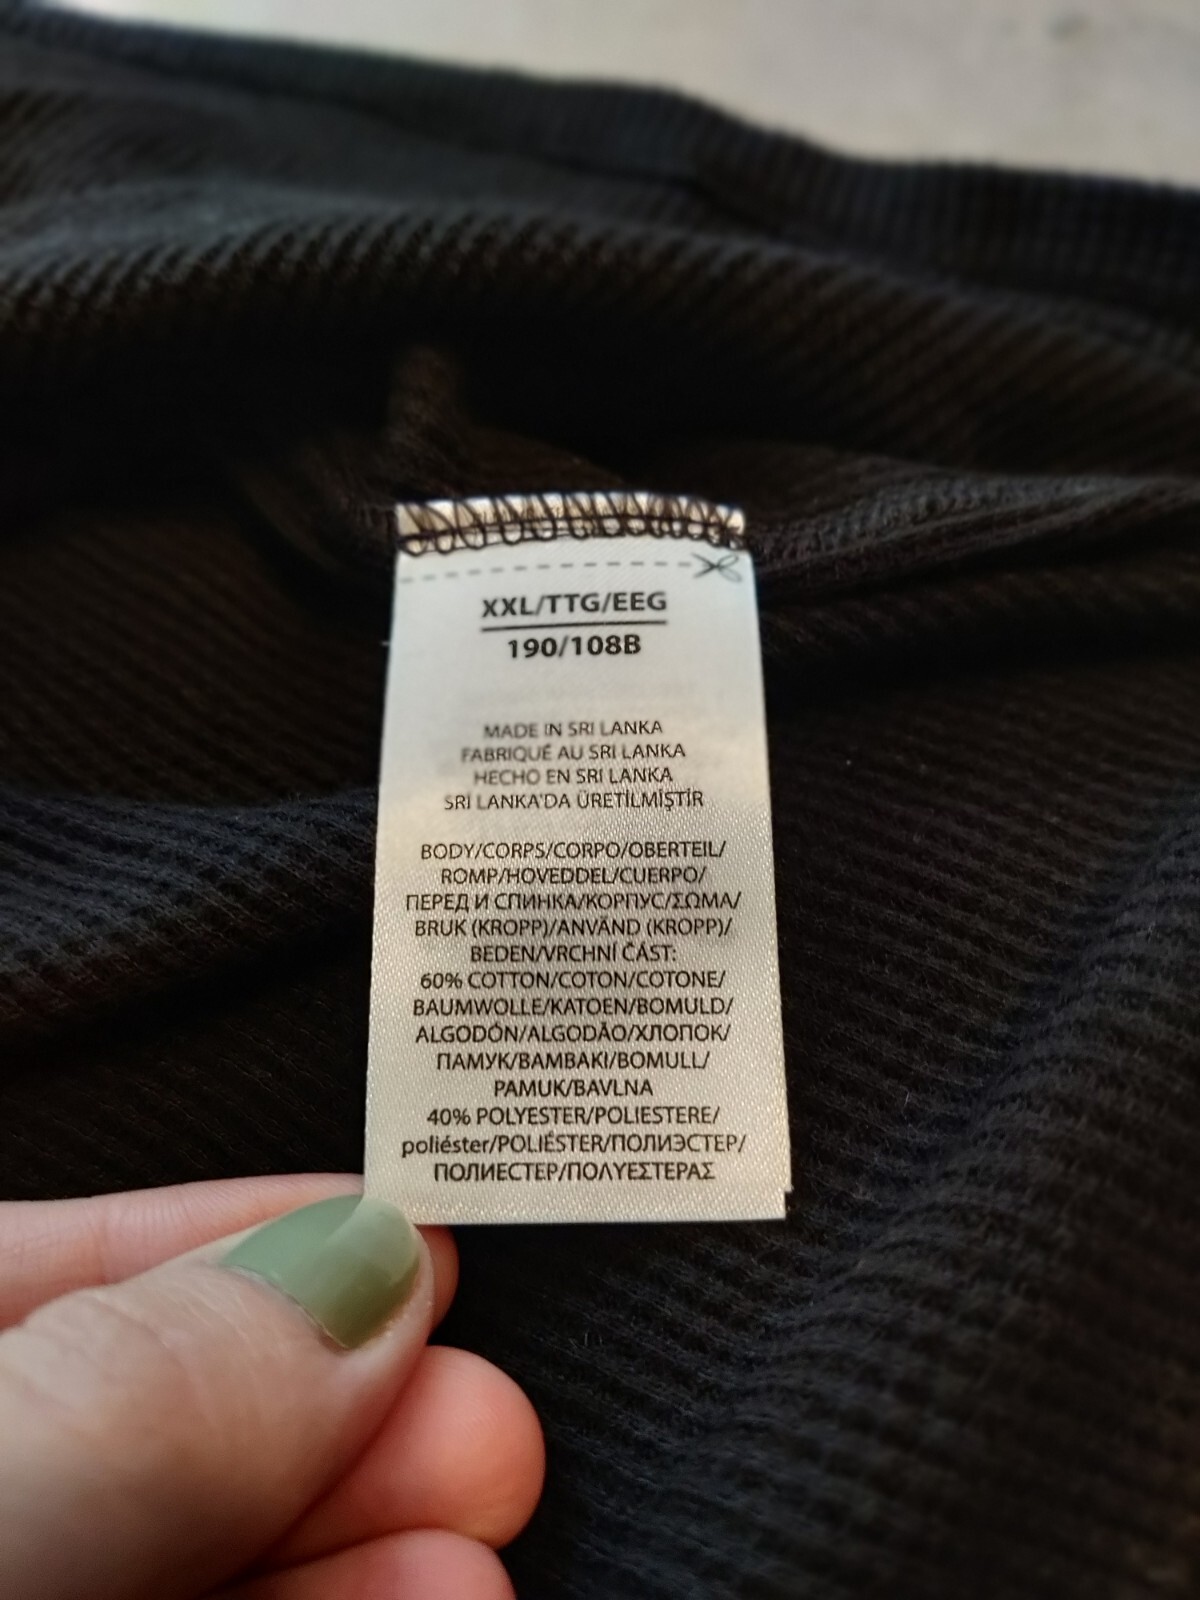 XXL/TTG/EEG
190/108B
MADE IN SRI LANKA
FABRIQUÉ AU SRI LANKA
HECHO EN SRI LANKA
SRİ LANKA'DA ÜRETİLMİŞTİR
BODY/CORPS/CORPO/OBERTEIL/
ROMP/HOVEDDEL/CUERPO/
ПЕРЕД И СПИНКА/КОРПУС/ΣΩΜΑ/
BRUK (KROPP)/ANVÄND (KROPP)/
BEDEN/VRCHNÍ ČÁST:
60% COTTON/COTON/COTONE/
BAUMWOLLE/KATOEN/BOMULD/
ALGODÓN/ALGODÃO/ХЛОПОК/
ПАМУК/ΒΑΜΒΑΚΙ/BOMULL/
PAMUK/BAVLNA
40% POLYESTER/POLIESTERE/
poliéster/POLIÉSTER/ПОЛИЭСТЕР/
ПОЛИЕСТЕР/ΠΟΛΥΕΣΤΕΡΑΣ